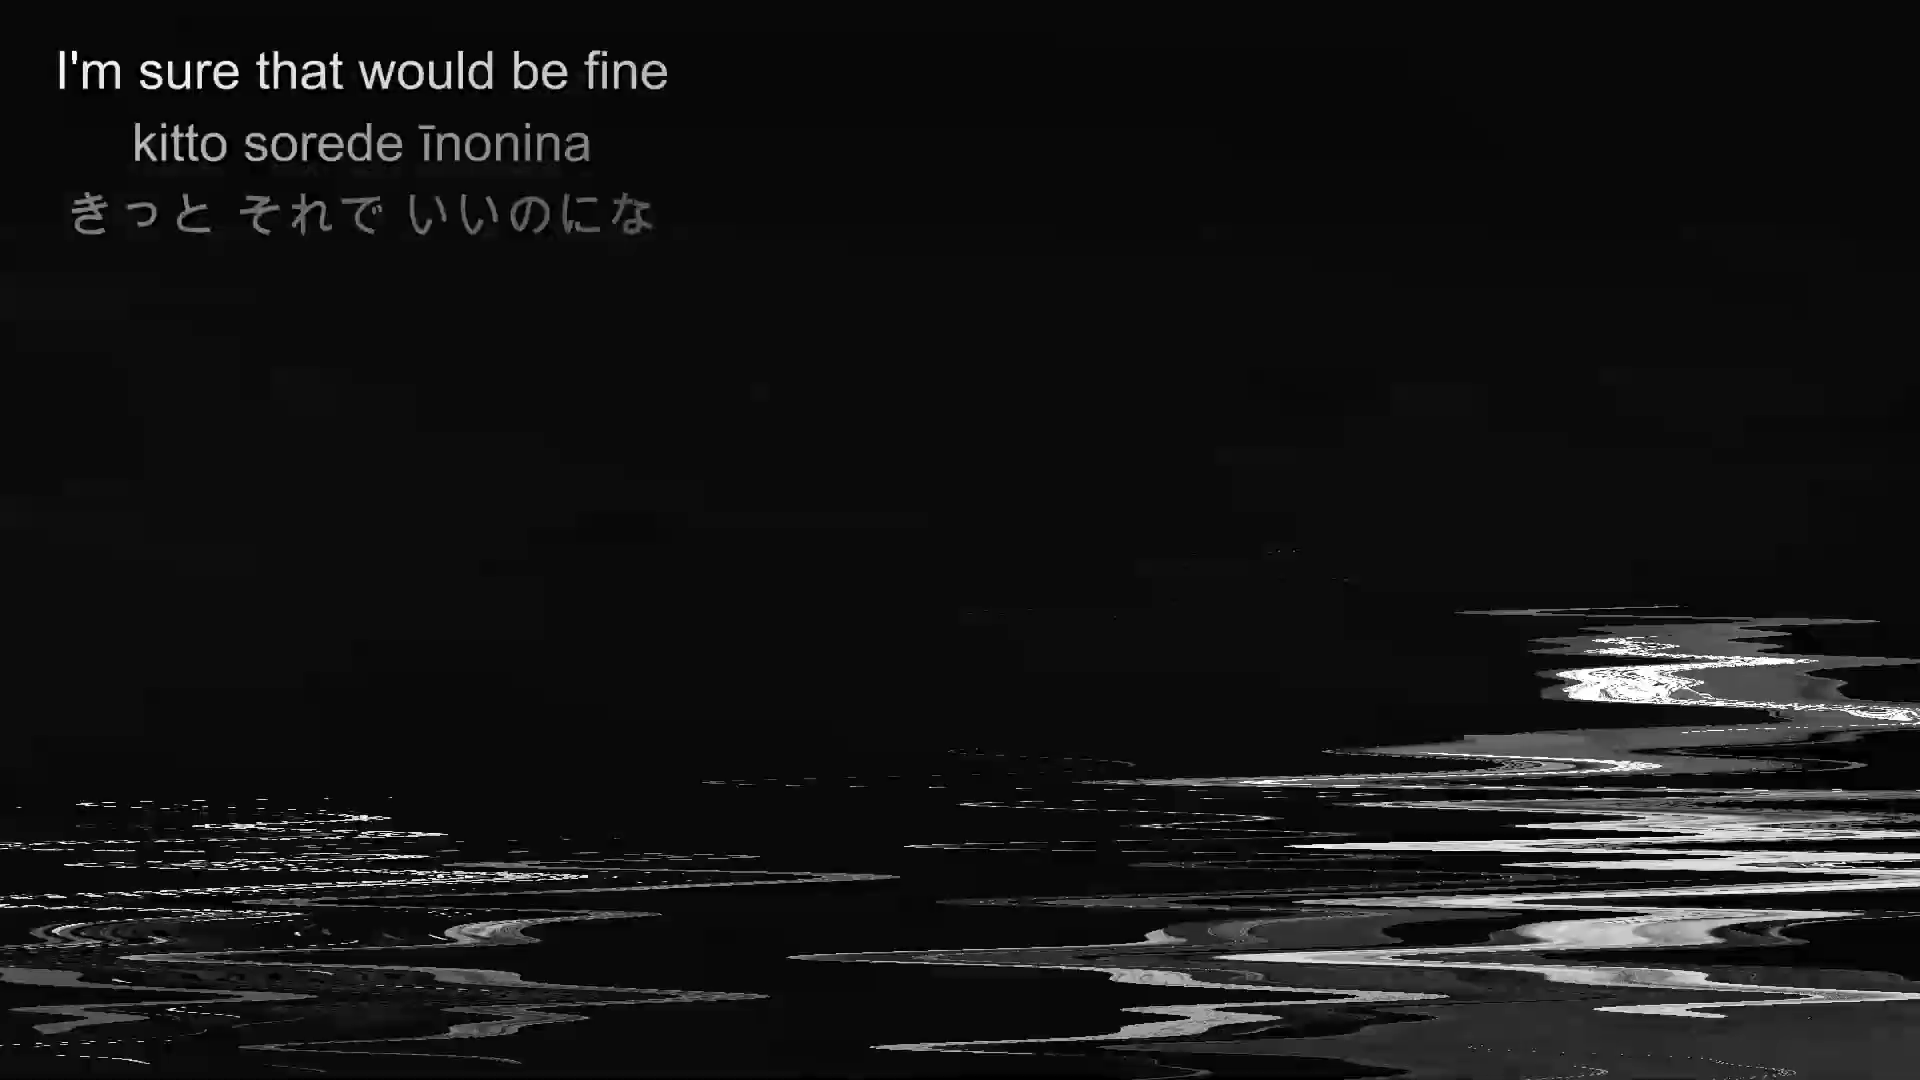 I'm sure that would be fine
kitto sorede īnonina
きっと それで いいのにな